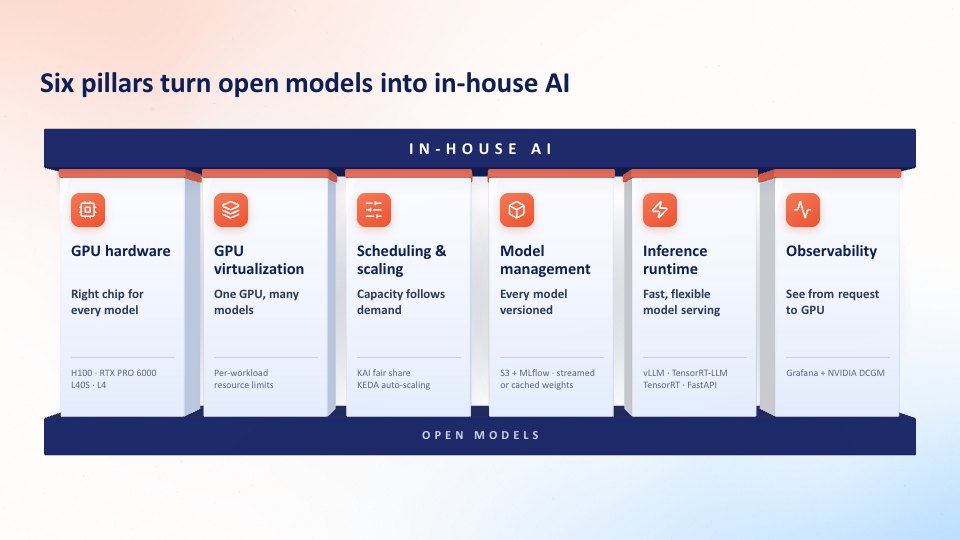 Six pillars turn open models into in-house AI
IN-HOUSE AI
GPU hardware
Right chip for
every model
H100 · RTX PRO 6000
L40S · L4
GPU
virtualization
One GPU, many
models
Per-workload
resource limits
Scheduling &
scaling
Capacity follows
demand
KAI fair share
KEDA auto-scaling
Model
management
Every model
versioned
S3 + MLflow · streamed
or cached weights
Inference
runtime
Fast, flexible
model serving
vLLM · TensorRT-LLM
TensorRT · FastAPI
Observability
See from request
to GPU
Grafana + NVIDIA DCGM
OPEN MODELS